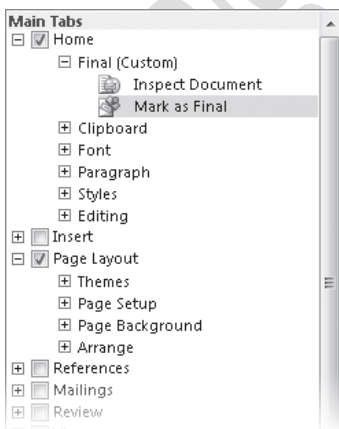 Main Tabs
Home
Final (Custom)
Inspect Document
Mark as Final
Clipboard
Font
Paragraph
Styles
Editing
Insert
Page Layout
Themes
Page Setup
Page Background
Arrange
References
Mailings
Review